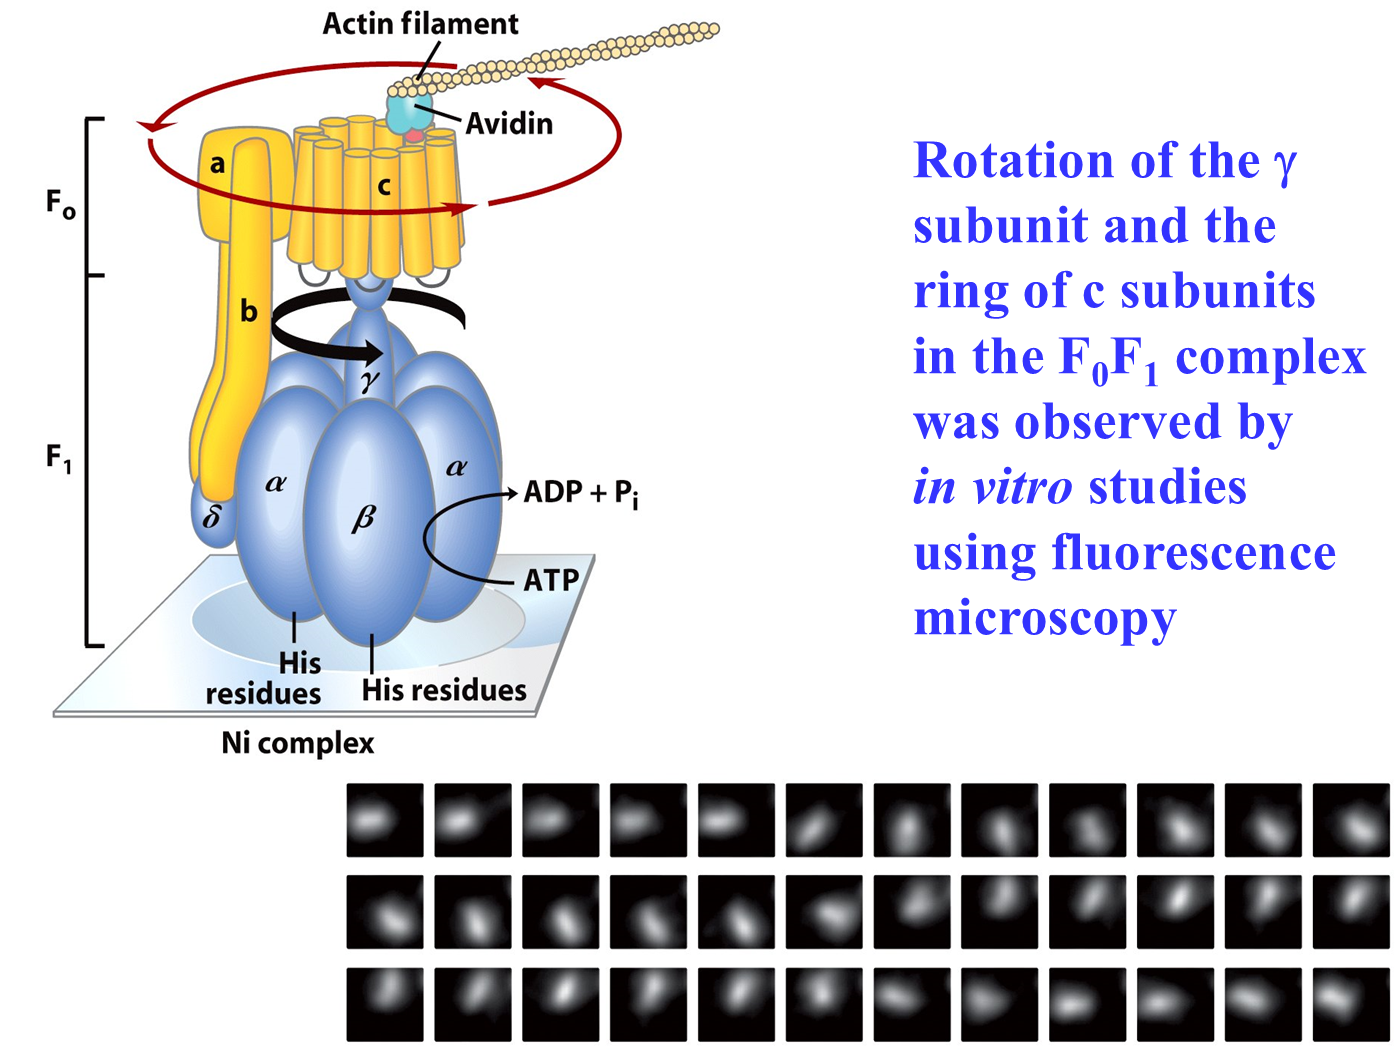 Actin filament
Avidin
a
c
F₀
b
γ
F₁
α
α
β
δ
ADP + Pᵢ
ATP
His
residues
His residues
Ni complex
Rotation of the γ
subunit and the
ring of c subunits
in the F₀F₁ complex
was observed by
in vitro studies
using fluorescence
microscopy